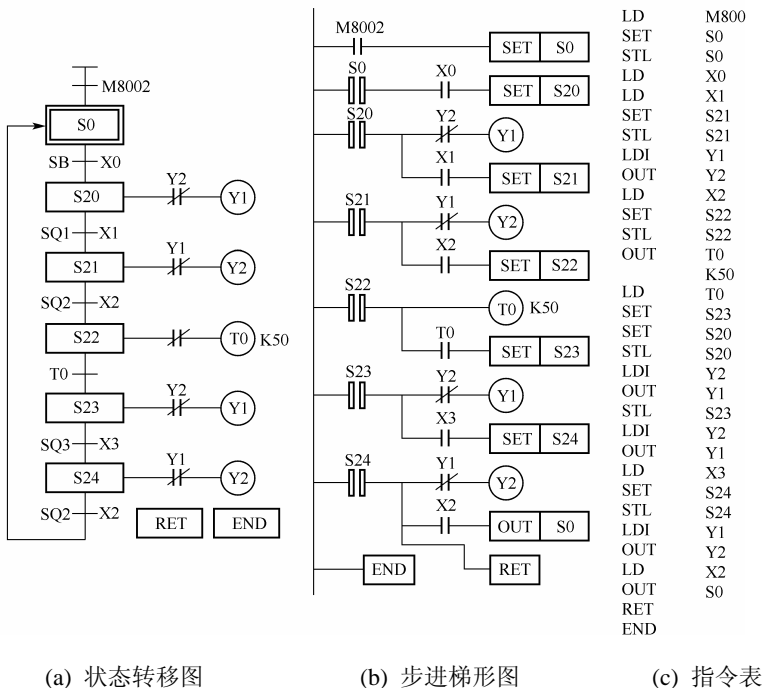 M8002
S0
SB X0
S20 Y2 Y1
SQ1 X1
S21 Y1 Y2
SQ2 X2
S22 T0 K50
T0
S23 Y2 Y1
SQ3 X3
S24 Y1 Y2
SQ2 X2
RET END
(a) 状态转移图
M8002
SET S0
S0 X0
SET S20
S20 Y2 Y1
X1
SET S21
S21 Y1 Y2
X2
SET S22
S22 T0 K50
T0
SET S23
S23 Y2 Y1
X3
SET S24
S24 Y1 Y2
X2
OUT S0
END RET
(b) 步进梯形图
LD M800
SET S0
STL S0
LD X0
LD X1
SET S21
STL S21
LDI Y1
OUT Y2
LD X2
SET S22
STL S22
OUT T0
K50
LD T0
SET S23
SET S20
STL S20
LDI Y2
OUT Y1
STL S23
LDI Y2
OUT Y1
LD X3
SET S24
STL S24
LDI Y1
OUT Y2
LD X2
OUT S0
RET
END
(c) 指令表